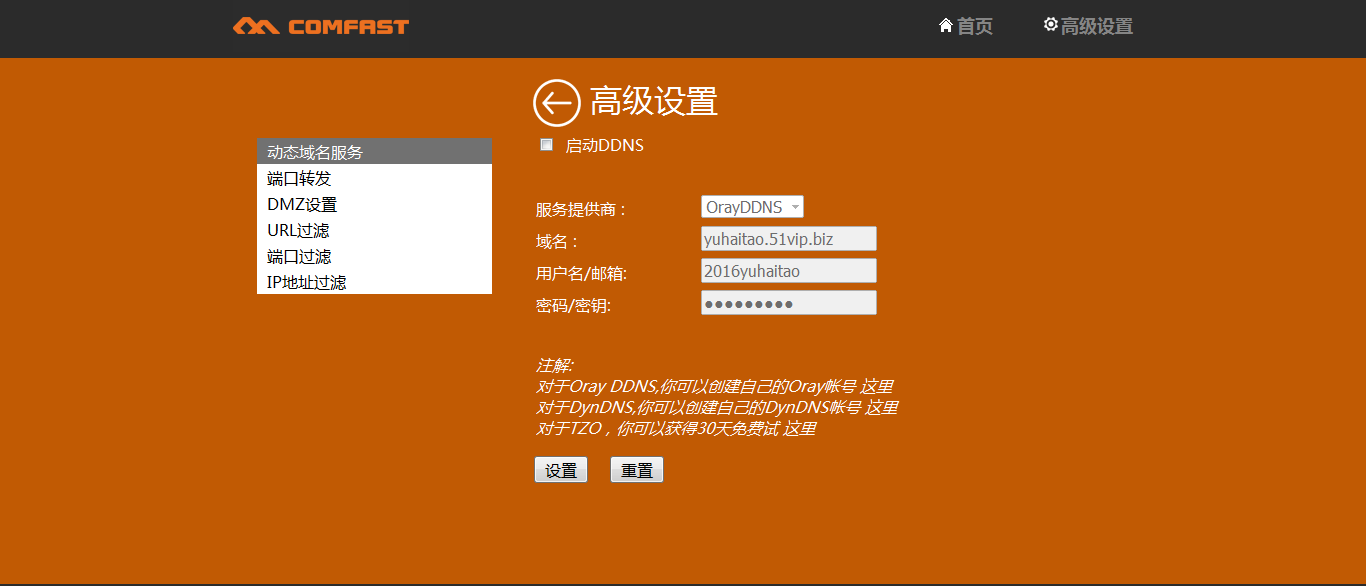 COMFAST
首页
高级设置
高级设置
启动DDNS
动态域名服务
端口转发
DMZ设置
URL过滤
端口过滤
IP地址过滤
服务提供商：
OrayDDNS
域名：
yuhaitao.51vip.biz
用户名/邮箱:
2016yuhaitao
密码/密钥:
●●●●●●●●●
注解:
对于Oray DDNS,你可以创建自己的Oray帐号 这里
对于DynDNS,你可以创建自己的DynDNS帐号 这里
对于TZO，你可以获得30天免费试 这里
设置
重置